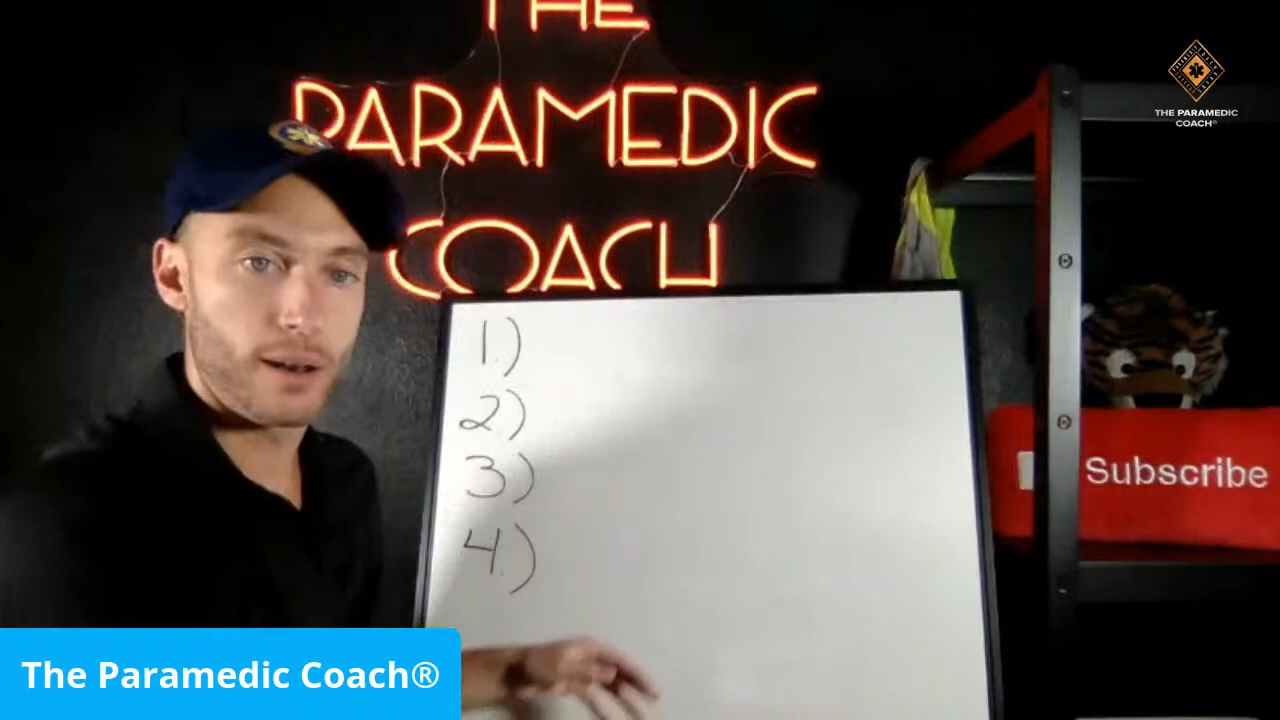 THE
PARAMEDIC
COACH
THE PARAMEDIC
COACH®
1.)
2)
3)
4.)
Subscribe
The Paramedic Coach®